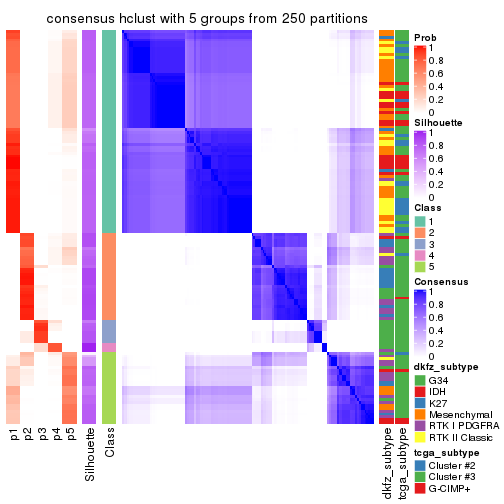 consensus hclust with 5 groups from 250 partitions
Prob
1
0.8
0.6
0.4
0.2
0
Silhouette
1
0.8
0.6
0.4
0.2
0
Class
1
2
3
4
5
Consensus
1
0.8
0.6
0.4
0.2
0
dkfz_subtype
G34
IDH
K27
Mesenchymal
RTK I PDGFRA
RTK II Classic
tcga_subtype
Cluster #2
Cluster #3
G-CIMP+
p1
p2
p3
p4
p5
Silhouette
Class
dkfz_subtype
tcga_subtype